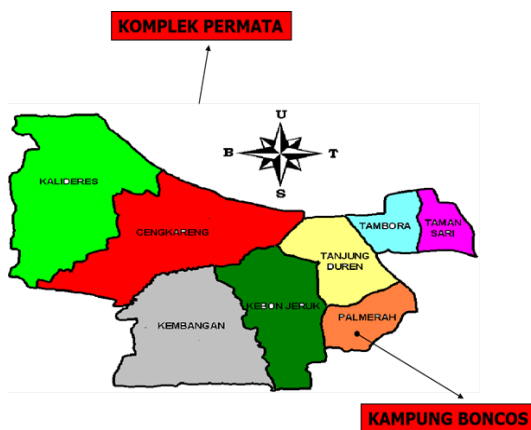 KOMPLEK PERMATA
U
B
T
S
KALIDERES
CENGKARENG
TAMBORA
TAMAN
SARI
TANJUNG
DUREN
KEBON JERUK
PALMERAH
KEMBANGAN
KAMPUNG BONCOS